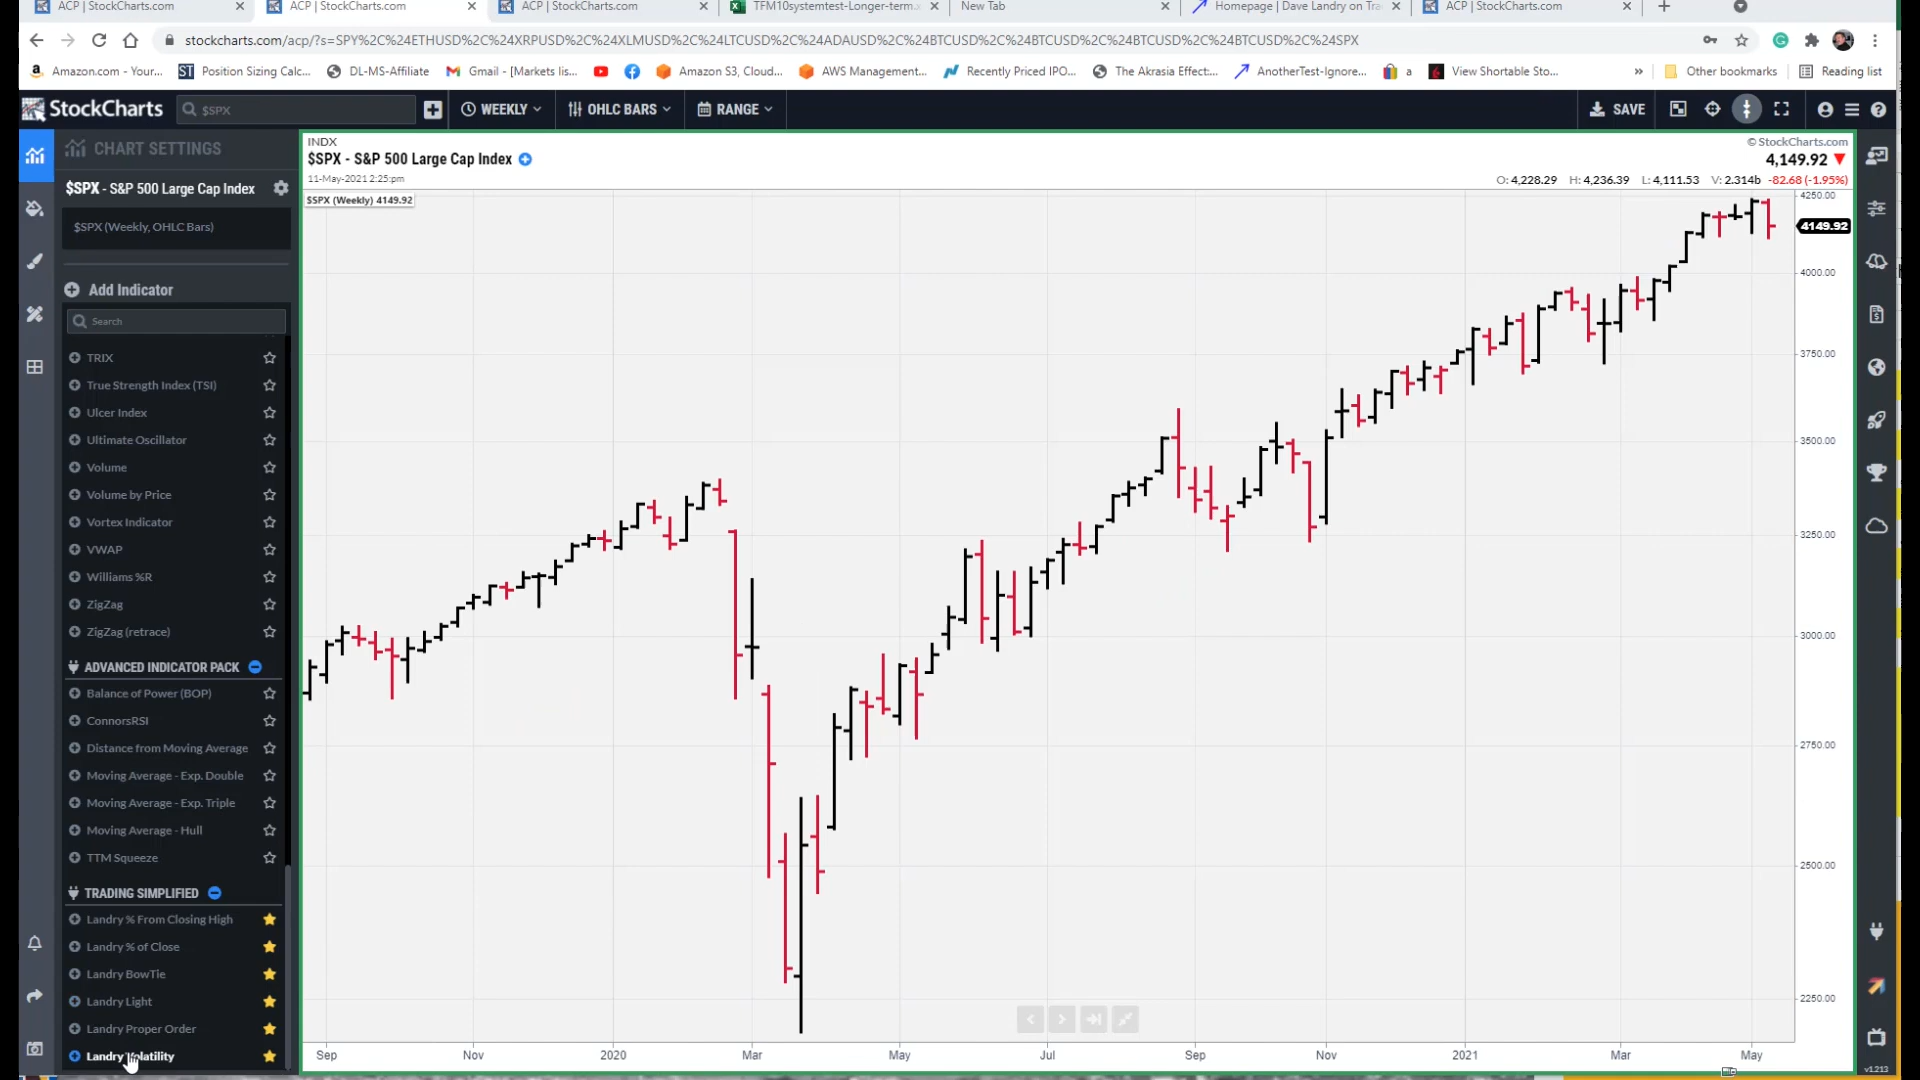 ACP | StockCharts.com
ACP | StockCharts.com
ACP | StockCharts.com
TFM10systemtest-Longer-term.
New Tab
Homepage | Dave Landry on Tra
ACP | StockCharts.com
stockcharts.com/acp/?s=SPY%2C%24ETHUSD%2C%24XRPUSD%2C%24XLMUSD%2C%24LTCUSD%2C%24ADAUSD%2C%24BTCUSD%2C%24BTCUSD%2C%24BTCUSD%2C%24BTCUSD%2C%24SPX
Amazon.com - Your...
Position Sizing Calc...
DL-MS-Affiliate
Gmail - [Markets lis...
Amazon S3, Cloud...
AWS Management...
Recently Priced IPO...
The Akrasia Effect:...
AnotherTest-Ignore...
a
View Shortable Sto...
»
Other bookmarks
Reading list
StockCharts
$SPX
WEEKLY
OHLC BARS
RANGE
SAVE
CHART SETTINGS
$SPX - S&P 500 Large Cap Index
$SPX (Weekly, OHLC Bars)
Add Indicator
Search
TRIX
True Strength Index (TSI)
Ulcer Index
Ultimate Oscillator
Volume
Volume by Price
Vortex Indicator
VWAP
Williams %R
ZigZag
ZigZag (retrace)
ADVANCED INDICATOR PACK
Balance of Power (BOP)
ConnorsRSI
Distance from Moving Average
Moving Average - Exp. Double
Moving Average - Exp. Triple
Moving Average - Hull
TTM Squeeze
TRADING SIMPLIFIED
Landry % From Closing High
Landry % of Close
Landry BowTie
Landry Light
Landry Proper Order
Landry Volatility
INDX
$SPX - S&P 500 Large Cap Index
11-May-2021 2:25:pm
© StockCharts.com
4,149.92
O: 4,228.29 H: 4,236.39 L: 4,111.53 V: 2.314b -82.68 (-1.95%)
$SPX (Weekly) 4149.92
4250.00
4149.92
4000.00
3750.00
3500.00
3250.00
3000.00
2750.00
2500.00
2250.00
Sep Nov 2020 Mar May Jul Sep Nov 2021 Mar May
v1.213